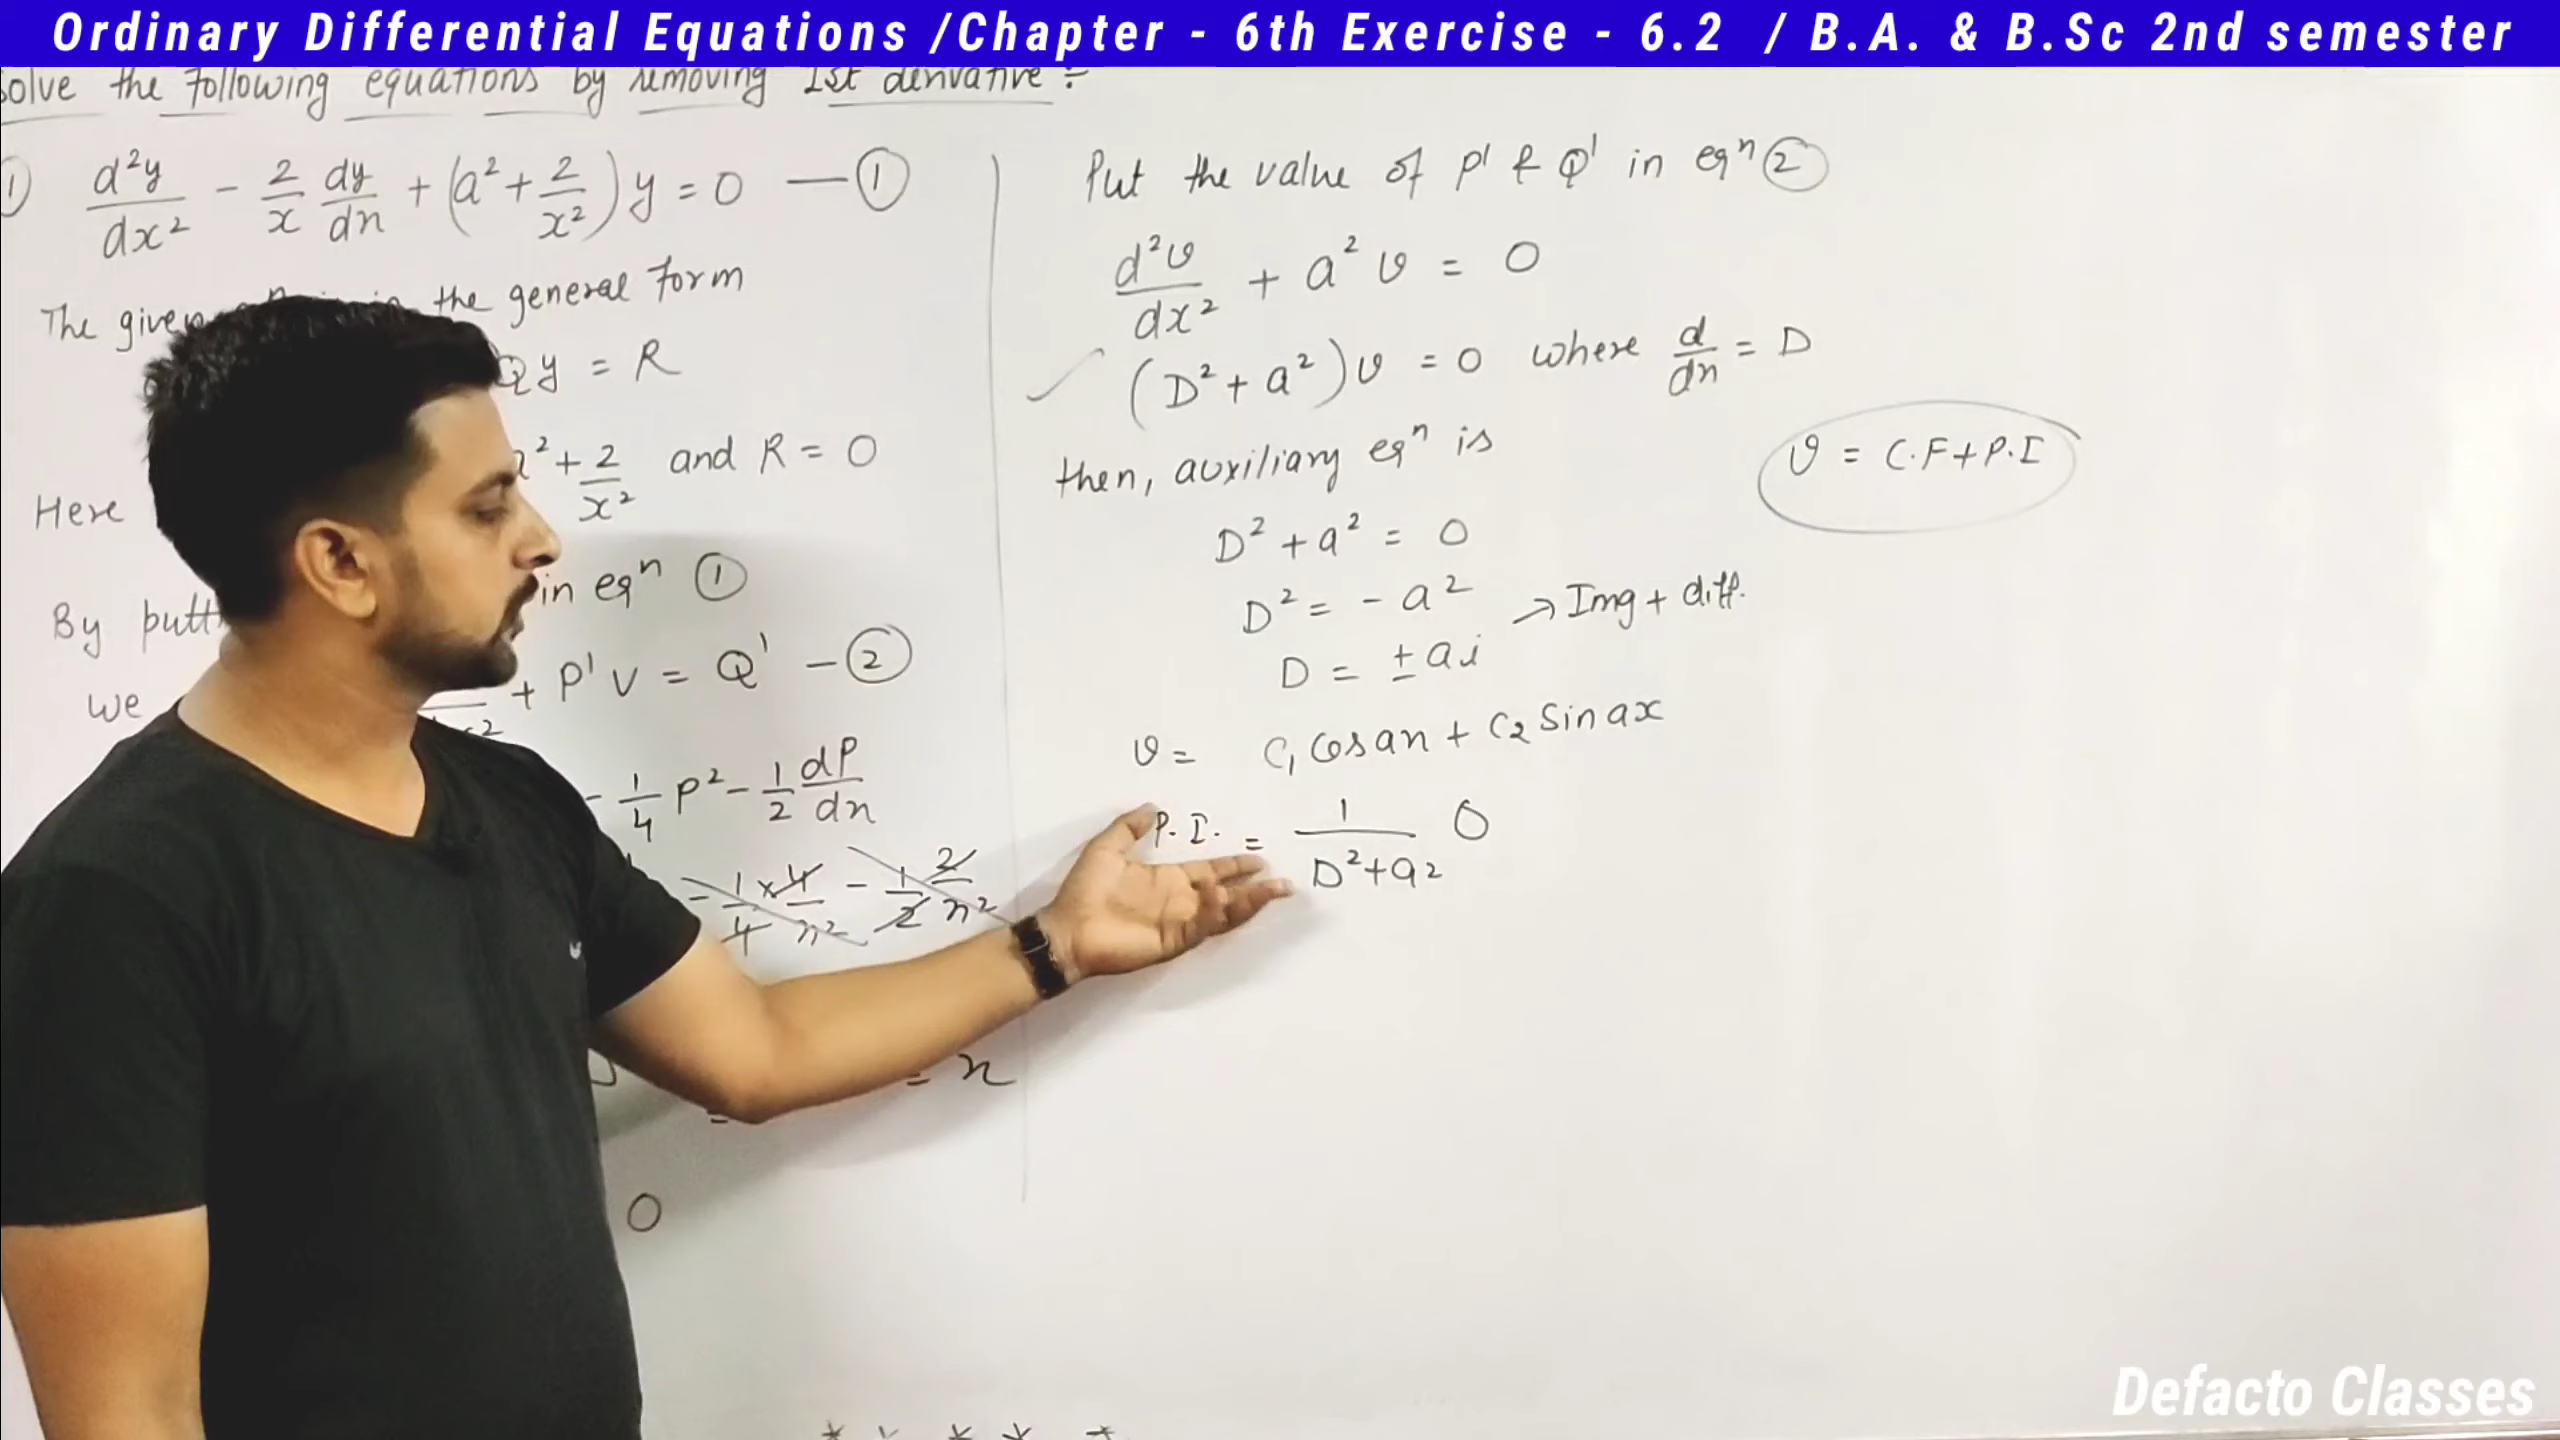 Ordinary Differential Equations /Chapter - 6th Exercise - 6.2 / B.A. & B.Sc 2nd semester
Solve the following equations by removing 1st derivative :-
① d²y/dx² - 2/x dy/dx + (a² + 2/x²) y = 0 — ①
The given the general form
Qy = R
Here a² + 2/x² and R = 0
in eqⁿ ①
We + P'v = Q' - ②
- 1/4 P² - 1/2 dP/dx
- 1/4 × 4/x² - 1/2 2/x²
= x
0
Put the value of P' & Q' in eqⁿ ②
d²v/dx² + a² v = 0
(D² + a²) v = 0 where d/dx = D
then, auxiliary eqⁿ is
v = C.F + P.I
D² + a² = 0
D² = - a²
→ Img + diff.
D = ± ai
v = C₁ Cos ax + C₂ Sin ax
P.I. = 1/(D² + a²) 0
Defacto Classes